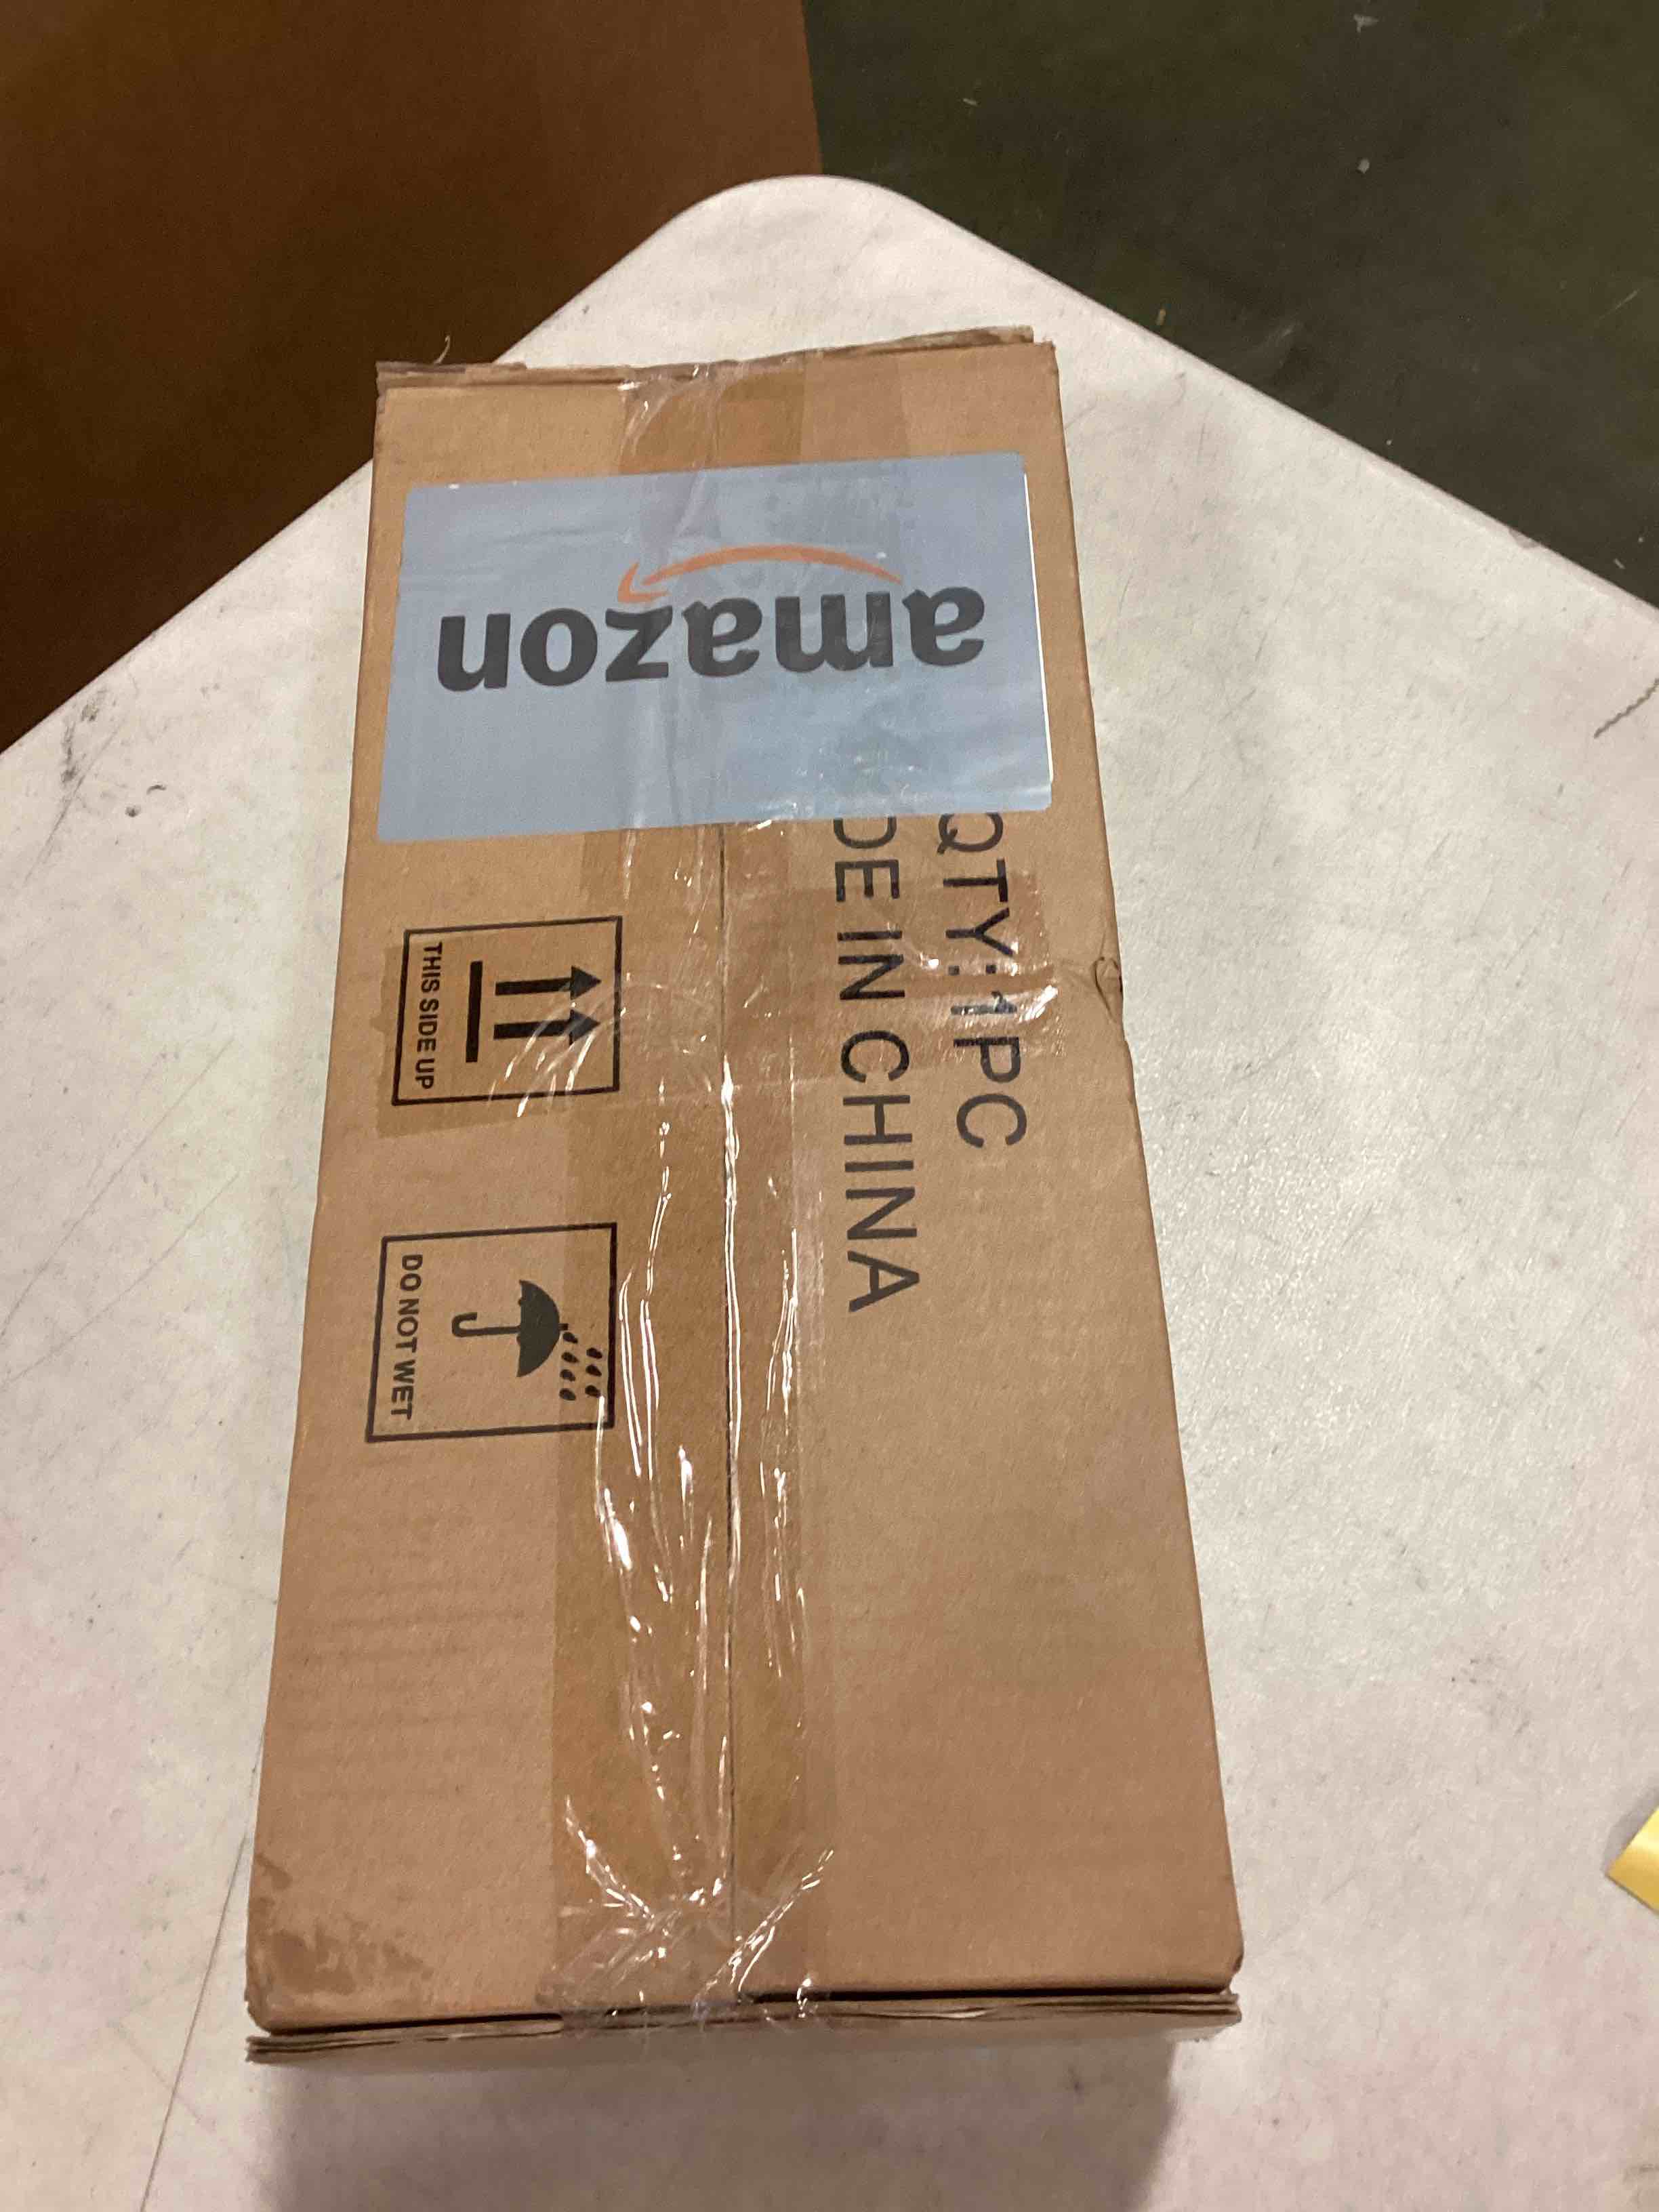 amazon
QTY: 1PC
DE IN CHINA
THIS SIDE UP
DO NOT WET